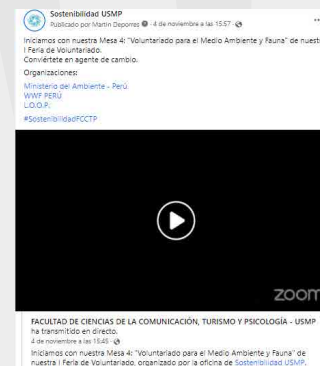 Sostenibilidad USMP
Publicado por Martin Deporres · 4 de noviembre a las 15:57 ·
Iniciamos con nuestra Mesa 4: "Voluntariado para el Medio Ambiente y Fauna" de
I Feria de Voluntariado.
Conviértete en agente de cambio.
Organizaciones:
Ministerio del Ambiente - Perú
WWF PERÚ
L.O.O.P.
#SostenibilidadFCCTP
zoom
FACULTAD DE CIENCIAS DE LA COMUNICACIÓN, TURISMO Y PSICOLOGÍA - USMP
ha transmitido en directo.
4 de noviembre a las 15:45 ·
Iniciamos con nuestra Mesa 4: "Voluntariado para el Medio Ambiente y Fauna" de
nuestra I Feria de Voluntariado, organizado por la oficina de Sostenibilidad USMP.